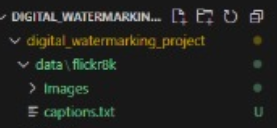 DIGITAL_WATERMARKIN...
digital_watermarking_project
data\flickr8k
Images
captions.txt U